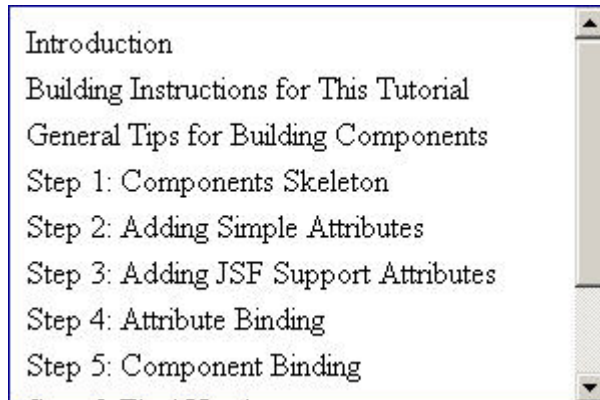 Introduction
Building Instructions for This Tutorial
General Tips for Building Components
Step 1: Components Skeleton
Step 2: Adding Simple Attributes
Step 3: Adding JSF Support Attributes
Step 4: Attribute Binding
Step 5: Component Binding